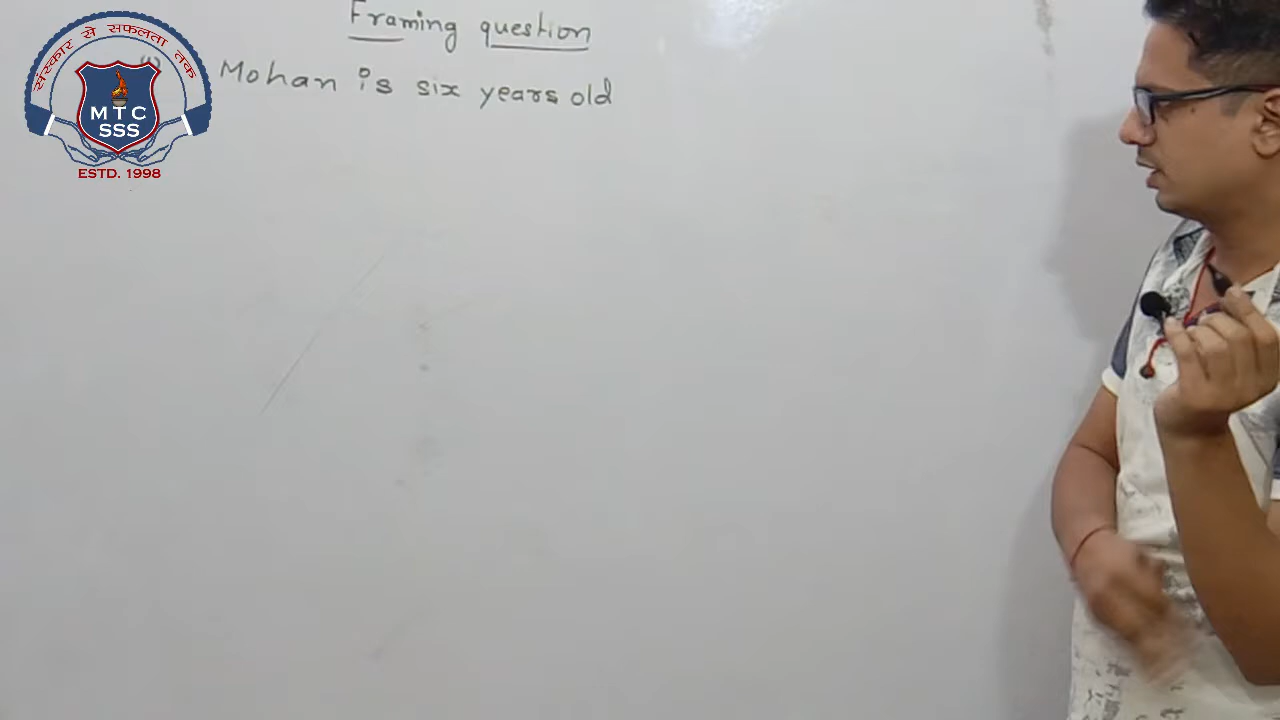 Framing question
Mohan is six years old
संस्कार से सफलता तक
MTC
SSS
ESTD. 1998